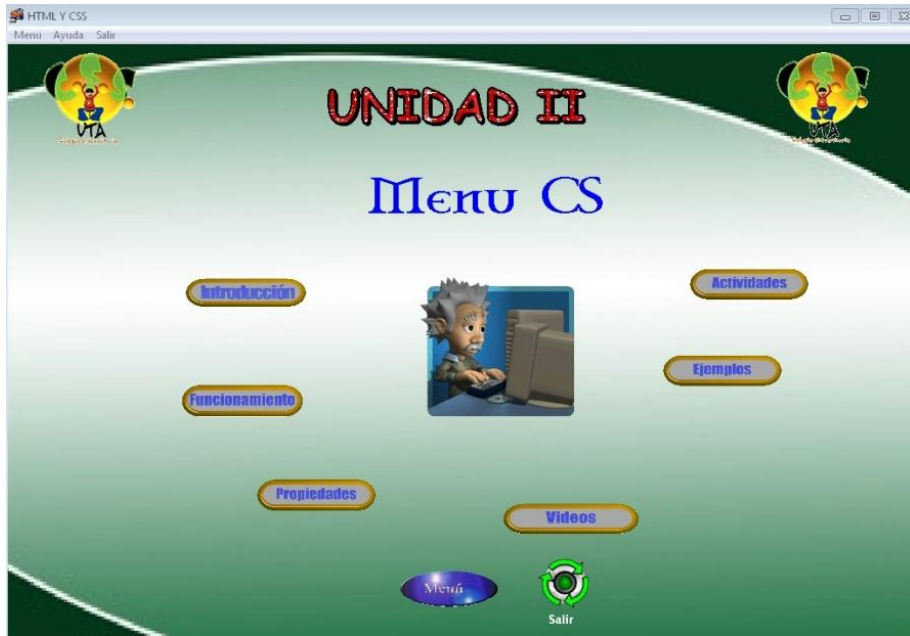 HTML Y CSS
Menú Ayuda Salir
UTA
UTA
UNIDAD II
Menu CS
Introducción
Actividades
Ejemplos
Funcionamiento
Propiedades
Videos
Menú
Salir